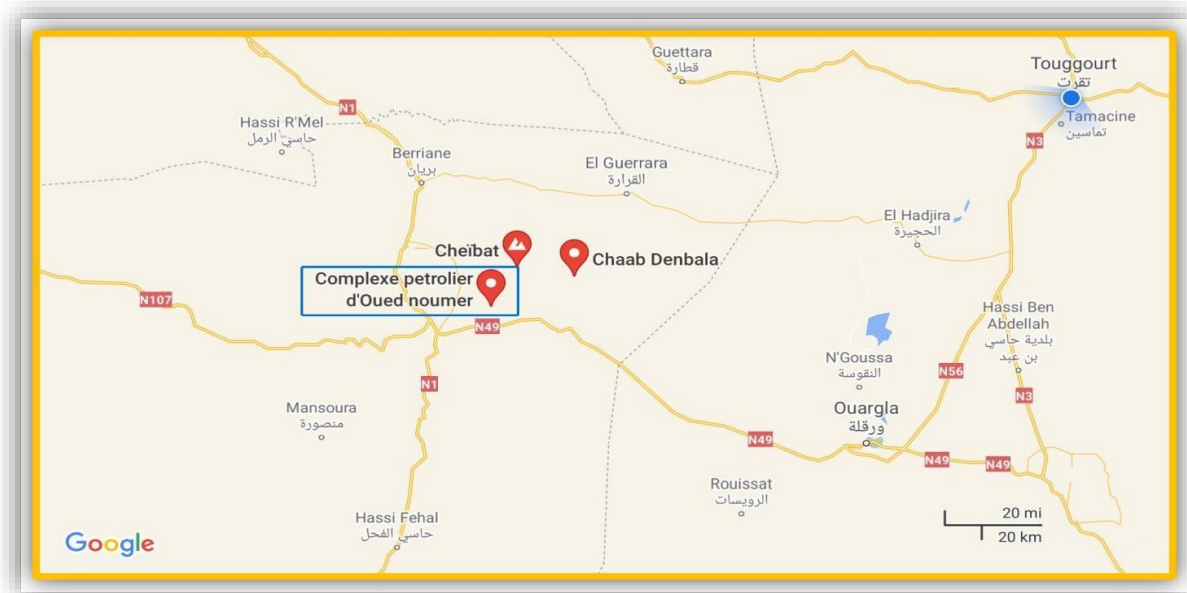 Guettara
قطارة
Touggourt
تقرت
N1
Hassi R'Mel
حاسي الرمل
Tamacine
تماسين
N3
Berriane
بريان
El Guerrara
القرارة
El Hadjira
الحجيرة
Cheïbat
Chaab Denbala
Complexe petrolier
d'Oued noumer
N107
N49
Hassi Ben
Abdellah
بلدية حاسي
بن عبد
N'Goussa
النقوسة
N56
N1
N3
Mansoura
منصورة
Ouargla
ورقلة
N49
N49
N49
Rouissat
الرويسات
Hassi Fehal
حاسي الفحل
20 mi
20 km
Google